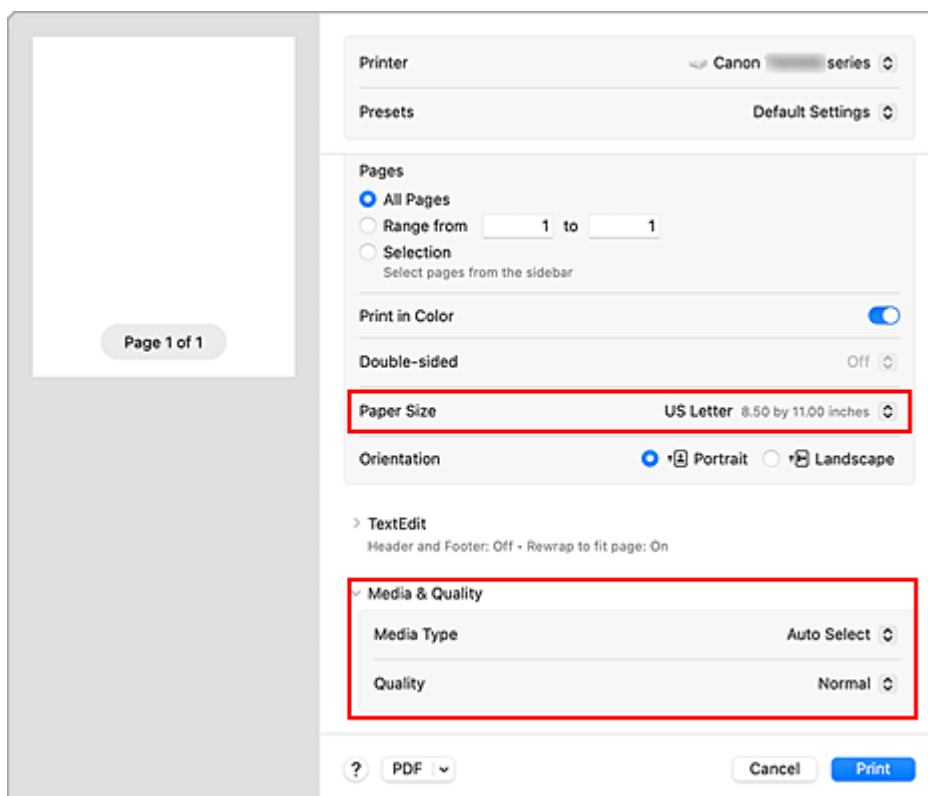 Page 1 of 1
Printer Canon series
Presets Default Settings
Pages
All Pages
Range from 1 to 1
Selection
Select pages from the sidebar
Print in Color
Double-sided Off
Paper Size US Letter 8.50 by 11.00 inches
Orientation Portrait Landscape
TextEdit
Header and Footer: Off • Rewrap to fit page: On
Media & Quality
Media Type Auto Select
Quality Normal
? PDF Cancel Print